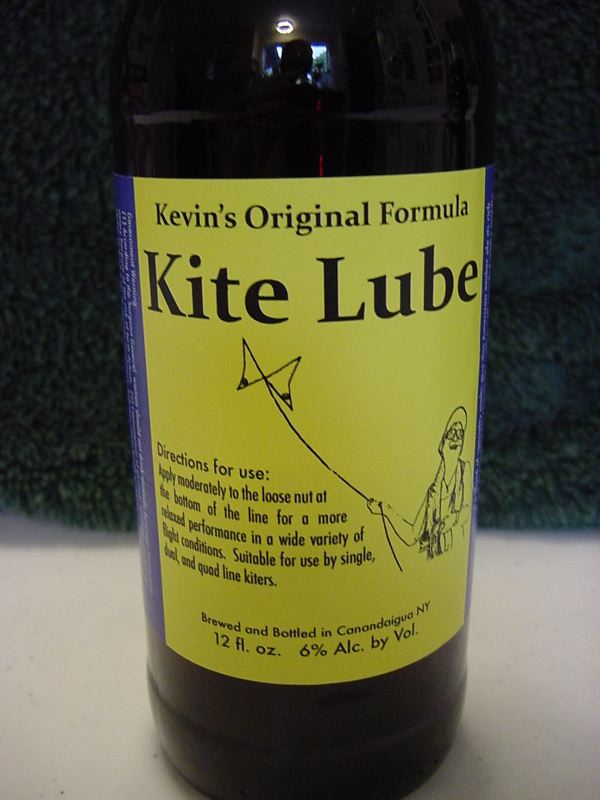 Kevin's Original Formula
Kite Lube
Directions for use:
Apply moderately to the loose nut at
the bottom of the line for a more
relaxed performance in a wide variety of
flight conditions. Suitable for use by single,
dual, and quad line kiters.
Brewed and Bottled in Canandaigua NY
12 fl. oz. 6% Alc. by Vol.
Government Warning: